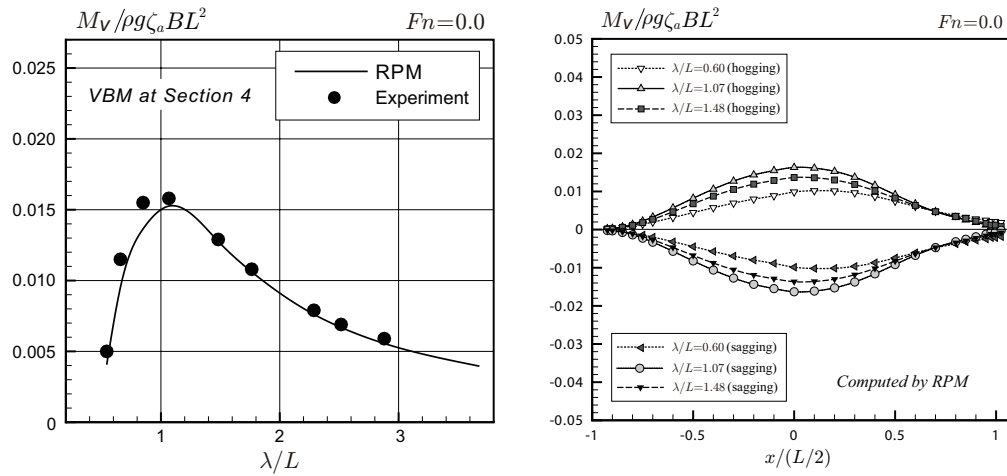 M_V/ρgζ_aBL² Fn=0.0
0.025
0.020
0.015
0.010
0.005
0
1 2 3
λ/L
RPM
Experiment
VBM at Section 4
M_V/ρgζ_aBL² Fn=0.0
0.05
0.04
0.03
0.02
0.01
0
-0.01
-0.02
-0.03
-0.04
-0.05
-1 -0.5 0 0.5 1
x/(L/2)
λ/L=0.60 (hogging)
λ/L=1.07 (hogging)
λ/L=1.48 (hogging)
λ/L=0.60 (sagging)
λ/L=1.07 (sagging)
λ/L=1.48 (sagging)
Computed by RPM